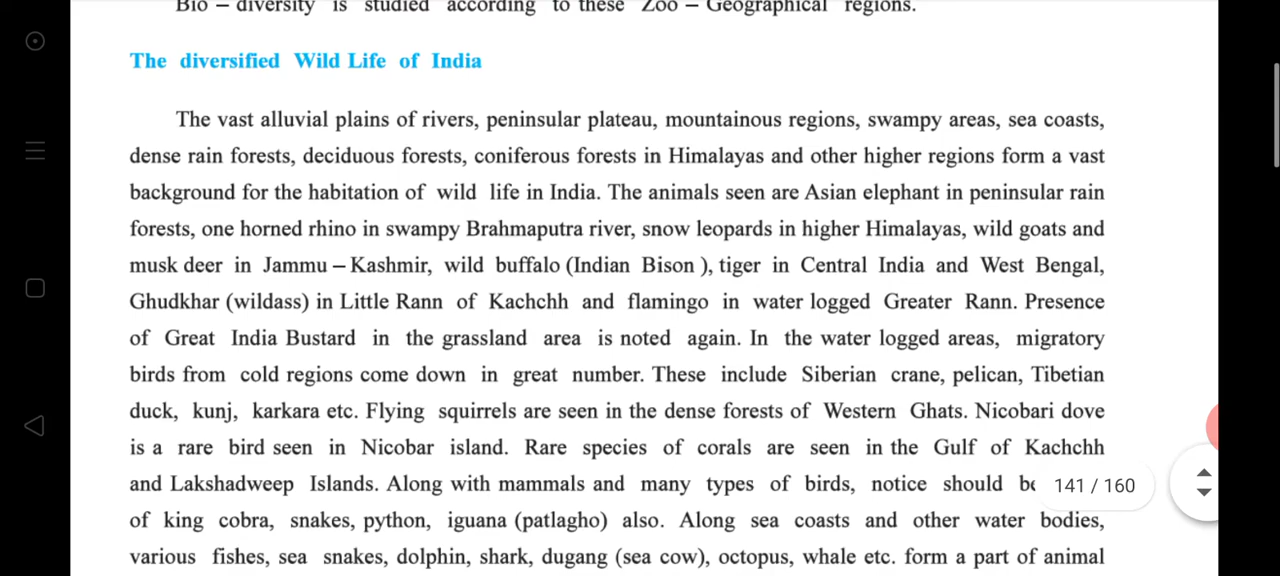 Bio – diversity is studied according to these Zoo – Geographical regions.
The diversified Wild Life of India
The vast alluvial plains of rivers, peninsular plateau, mountainous regions, swampy areas, sea coasts,
dense rain forests, deciduous forests, coniferous forests in Himalayas and other higher regions form a vast
background for the habitation of wild life in India. The animals seen are Asian elephant in peninsular rain
forests, one horned rhino in swampy Brahmaputra river, snow leopards in higher Himalayas, wild goats and
musk deer in Jammu – Kashmir, wild buffalo (Indian Bison ), tiger in Central India and West Bengal,
Ghudkhar (wildass) in Little Rann of Kachchh and flamingo in water logged Greater Rann. Presence
of Great India Bustard in the grassland area is noted again. In the water logged areas, migratory
birds from cold regions come down in great number. These include Siberian crane, pelican, Tibetian
duck, kunj, karkara etc. Flying squirrels are seen in the dense forests of Western Ghats. Nicobari dove
is a rare bird seen in Nicobar island. Rare species of corals are seen in the Gulf of Kachchh
and Lakshadweep Islands. Along with mammals and many types of birds, notice should 141 / 160
of king cobra, snakes, python, iguana (patlagho) also. Along sea coasts and other water bodies,
various fishes, sea snakes, dolphin, shark, dugang (sea cow), octopus, whale etc. form a part of animal